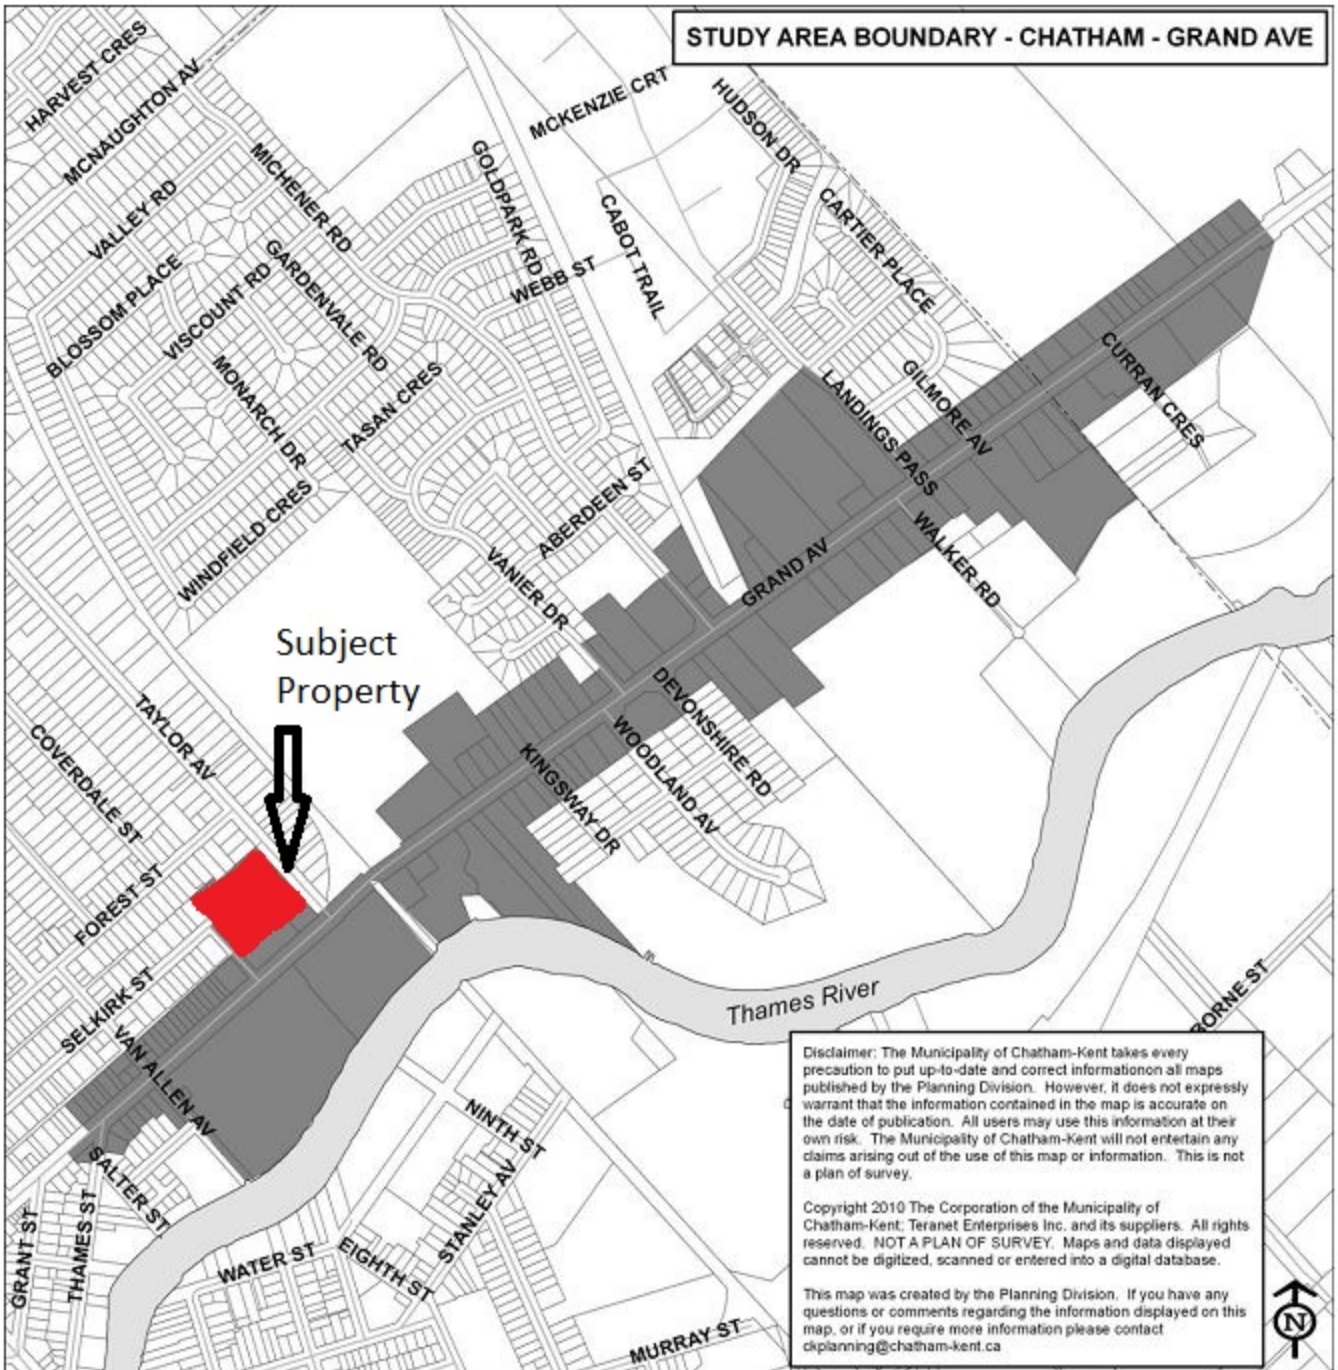 STUDY AREA BOUNDARY - CHATHAM - GRAND AVE
HARVEST CRES
MCNAUGHTON AV
MCKENZIE CRT
HUDSON DR
MICHENER RD
GOLDPARK RD
VALLEY RD
CABOT TRAIL
CARTIER PLACE
BLOSSOM PLACE
VISCOUNT RD
GARDENVALE RD
WEBB ST
MONARCH DR
TASAN CRES
LANDINGS PASS
GILMORE AV
CURRAN CRES
WINDFIELD CRES
ABERDEEN ST
VANIER DR
GRAND AV
WALKER RD
Subject
Property
TAYLOR AV
COVERDALE ST
DEVONSHIRE RD
WOODLAND AV
KINGSWAY DR
FOREST ST
SELKIRK ST
VAN ALLEN AV
Thames River
BORNE ST
NINTH ST
STANLEY AV
SALTER ST
THAMES ST
GRANT ST
WATER ST
EIGHTH ST
MURRAY ST
Disclaimer: The Municipality of Chatham-Kent takes every
precaution to put up-to-date and correct informationon all maps
published by the Planning Division. However, it does not expressly
warrant that the information contained in the map is accurate on
the date of publication. All users may use this information at their
own risk. The Municipality of Chatham-Kent will not entertain any
claims arising out of the use of this map or information. This is not
a plan of survey.
Copyright 2010 The Corporation of the Municipality of
Chatham-Kent; Teranet Enterprises Inc. and its suppliers. All rights
reserved. NOT A PLAN OF SURVEY. Maps and data displayed
cannot be digitized, scanned or entered into a digital database.
This map was created by the Planning Division. If you have any
questions or comments regarding the information displayed on this
map, or if you require more information please contact
ckplanning@chatham-kent.ca
N